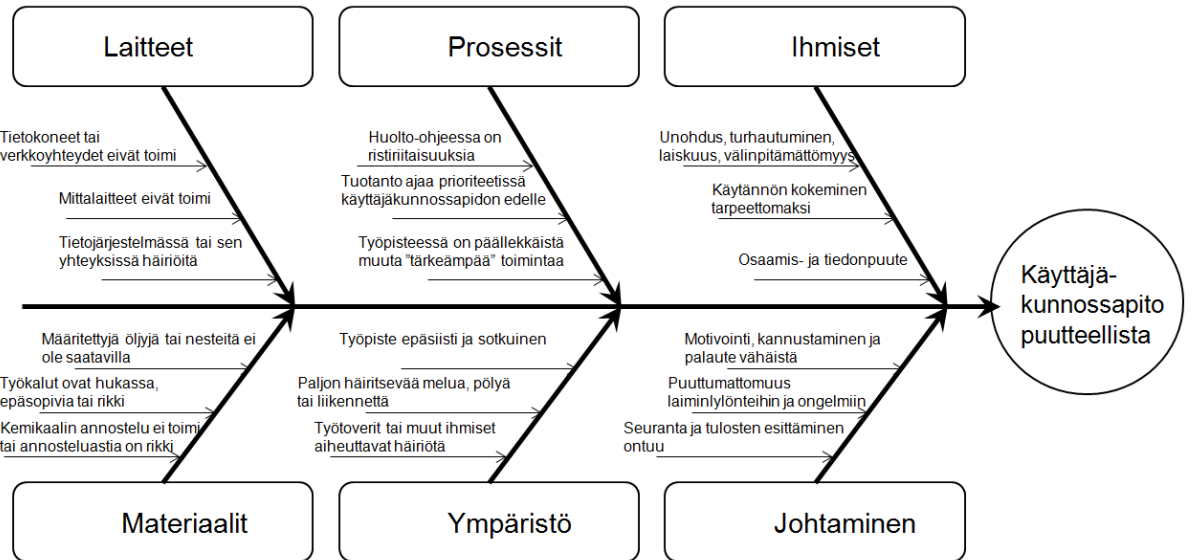 Laitteet
Prosessit
Ihmiset
Tietokoneet tai
verkkoyhteydet eivät toimi
Mittalaitteet eivät toimi
Tietojärjestelmässä tai sen
yhteyksissä häiriöitä
Huolto-ohjeessa on
ristiriitaisuuksia
Tuotanto ajaa prioriteetissä
käyttäjäkunnossapidon edelle
Työpisteessä on päällekkäistä
muuta ”tärkeämpää” toimintaa
Unohdus, turhautuminen,
laiskuus, välinpitämättömyys
Käytännön kokeminen
tarpeettomaksi
Osaamis- ja tiedonpuute
Käyttäjä-
kunnossapito
puutteellista
Määritettyjä öljyjä tai nesteitä ei
ole saatavilla
Työkalut ovat hukassa,
epäsopivia tai rikki
Kemikaalin annostelu ei toimi
tai annosteluastia on rikki
Työpiste epäsiisti ja sotkuinen
Paljon häiritsevää melua, pölyä
tai liikennettä
Työtoverit tai muut ihmiset
aiheuttavat häiriötä
Motivointi, kannustaminen ja
palaute vähäistä
Puuttumattomuus
laiminlylönteihin ja ongelmiin
Seuranta ja tulosten esittäminen
ontuu
Materiaalit
Ympäristö
Johtaminen